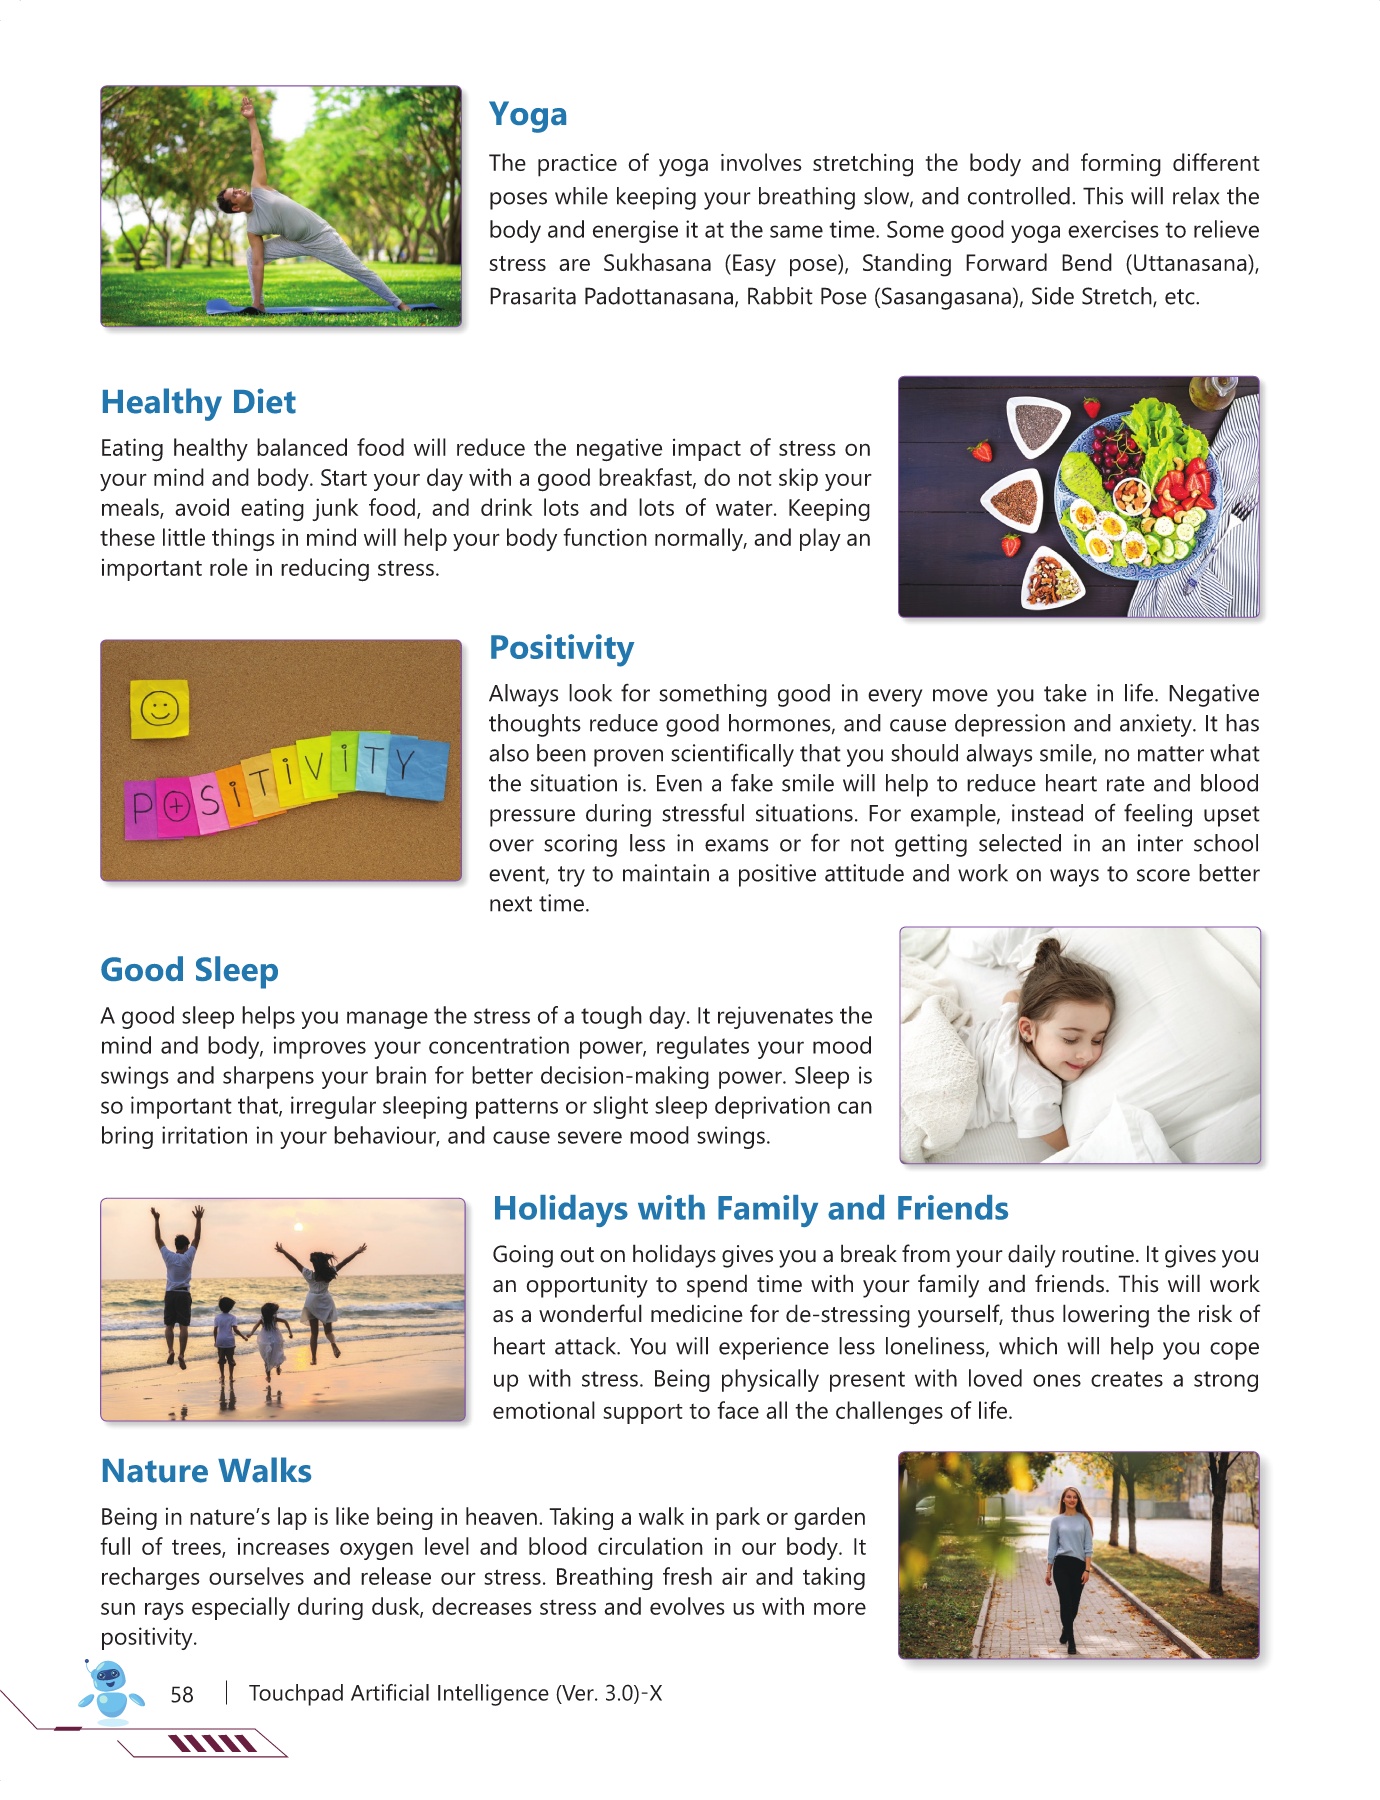 Yoga
The practice of yoga involves stretching the body and forming different
poses while keeping your breathing slow, and controlled. This will relax the
body and energise it at the same time. Some good yoga exercises to relieve
stress are Sukhasana (Easy pose), Standing Forward Bend (Uttanasana),
Prasarita Padottanasana, Rabbit Pose (Sasangasana), Side Stretch, etc.
Healthy Diet
Eating healthy balanced food will reduce the negative impact of stress on
your mind and body. Start your day with a good breakfast, do not skip your
meals, avoid eating junk food, and drink lots and lots of water. Keeping
these little things in mind will help your body function normally, and play an
important role in reducing stress.
POSiTiViTY
Positivity
Always look for something good in every move you take in life. Negative
thoughts reduce good hormones, and cause depression and anxiety. It has
also been proven scientifically that you should always smile, no matter what
the situation is. Even a fake smile will help to reduce heart rate and blood
pressure during stressful situations. For example, instead of feeling upset
over scoring less in exams or for not getting selected in an inter school
event, try to maintain a positive attitude and work on ways to score better
next time.
Good Sleep
A good sleep helps you manage the stress of a tough day. It rejuvenates the
mind and body, improves your concentration power, regulates your mood
swings and sharpens your brain for better decision-making power. Sleep is
so important that, irregular sleeping patterns or slight sleep deprivation can
bring irritation in your behaviour, and cause severe mood swings.
Holidays with Family and Friends
Going out on holidays gives you a break from your daily routine. It gives you
an opportunity to spend time with your family and friends. This will work
as a wonderful medicine for de-stressing yourself, thus lowering the risk of
heart attack. You will experience less loneliness, which will help you cope
up with stress. Being physically present with loved ones creates a strong
emotional support to face all the challenges of life.
Nature Walks
Being in nature’s lap is like being in heaven. Taking a walk in park or garden
full of trees, increases oxygen level and blood circulation in our body. It
recharges ourselves and release our stress. Breathing fresh air and taking
sun rays especially during dusk, decreases stress and evolves us with more
positivity.
58 | Touchpad Artificial Intelligence (Ver. 3.0)-X